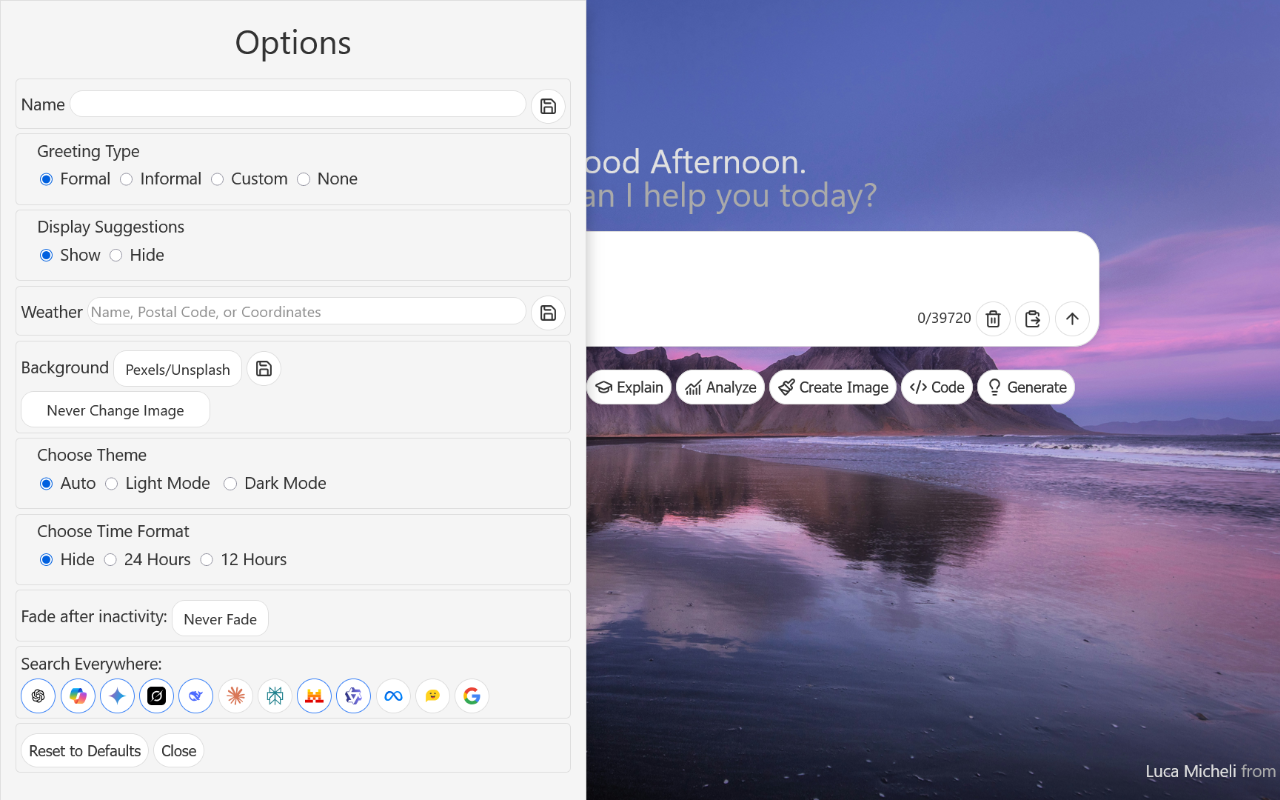 Options
Name
Greeting Type
Formal Informal Custom None
Display Suggestions
Show Hide
Weather Name, Postal Code, or Coordinates
Background Pexels/Unsplash
Never Change Image
Choose Theme
Auto Light Mode Dark Mode
Choose Time Format
Hide 24 Hours 12 Hours
Fade after inactivity: Never Fade
Search Everywhere:
Reset to Defaults Close
ood Afternoon.
an I help you today?
0/39720
Explain Analyze Create Image Code Generate
Luca Micheli from